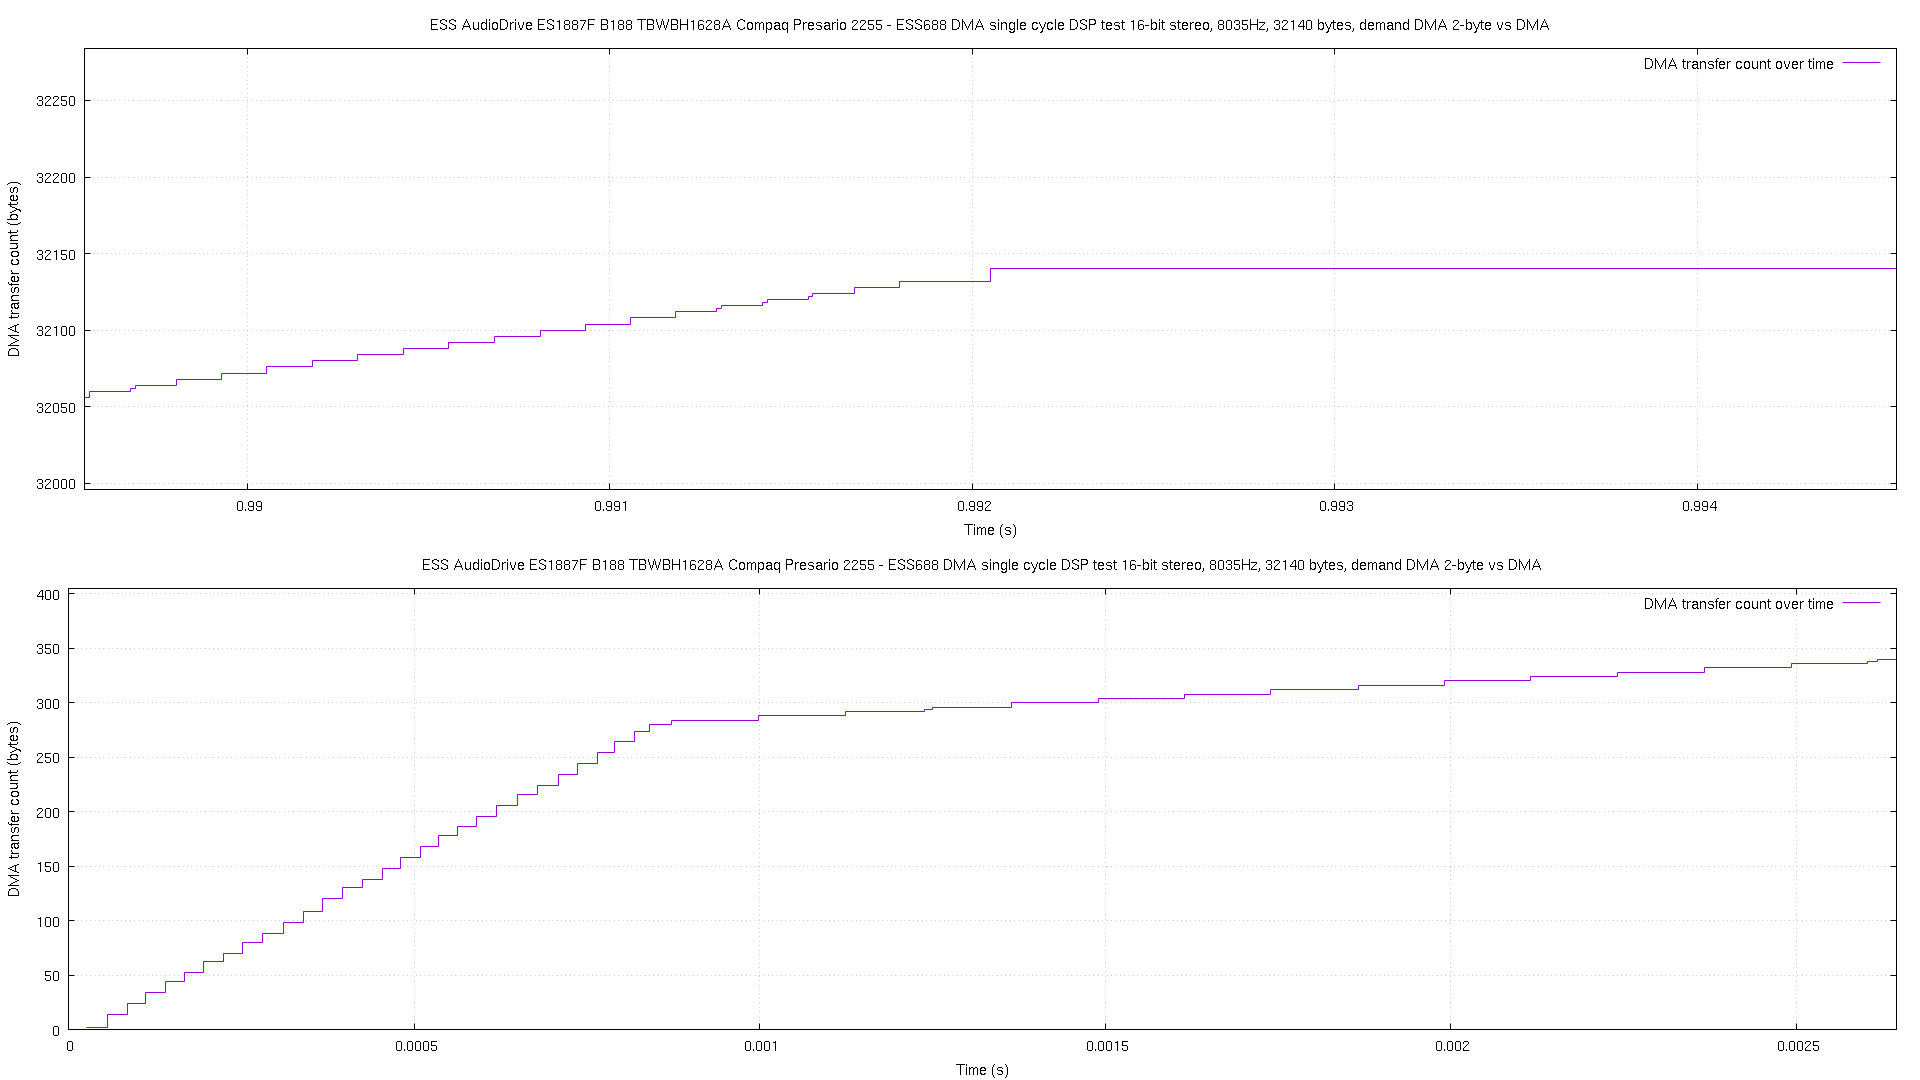 ESS AudioDrive ES1887F B188 TBWBH1628A Compaq Presario 2255 - ESS688 DMA single cycle DSP test 16-bit stereo, 8035Hz, 32140 bytes, demand DMA 2-byte vs DMA
DMA transfer count over time
32250
32200
32150
32100
32050
32000
DMA transfer count (bytes)
0.99 0.991 0.992 0.993 0.994
Time (s)
ESS AudioDrive ES1887F B188 TBWBH1628A Compaq Presario 2255 - ESS688 DMA single cycle DSP test 16-bit stereo, 8035Hz, 32140 bytes, demand DMA 2-byte vs DMA
DMA transfer count over time
400
350
300
250
200
150
100
50
0
DMA transfer count (bytes)
0 0.0005 0.001 0.0015 0.002 0.0025
Time (s)